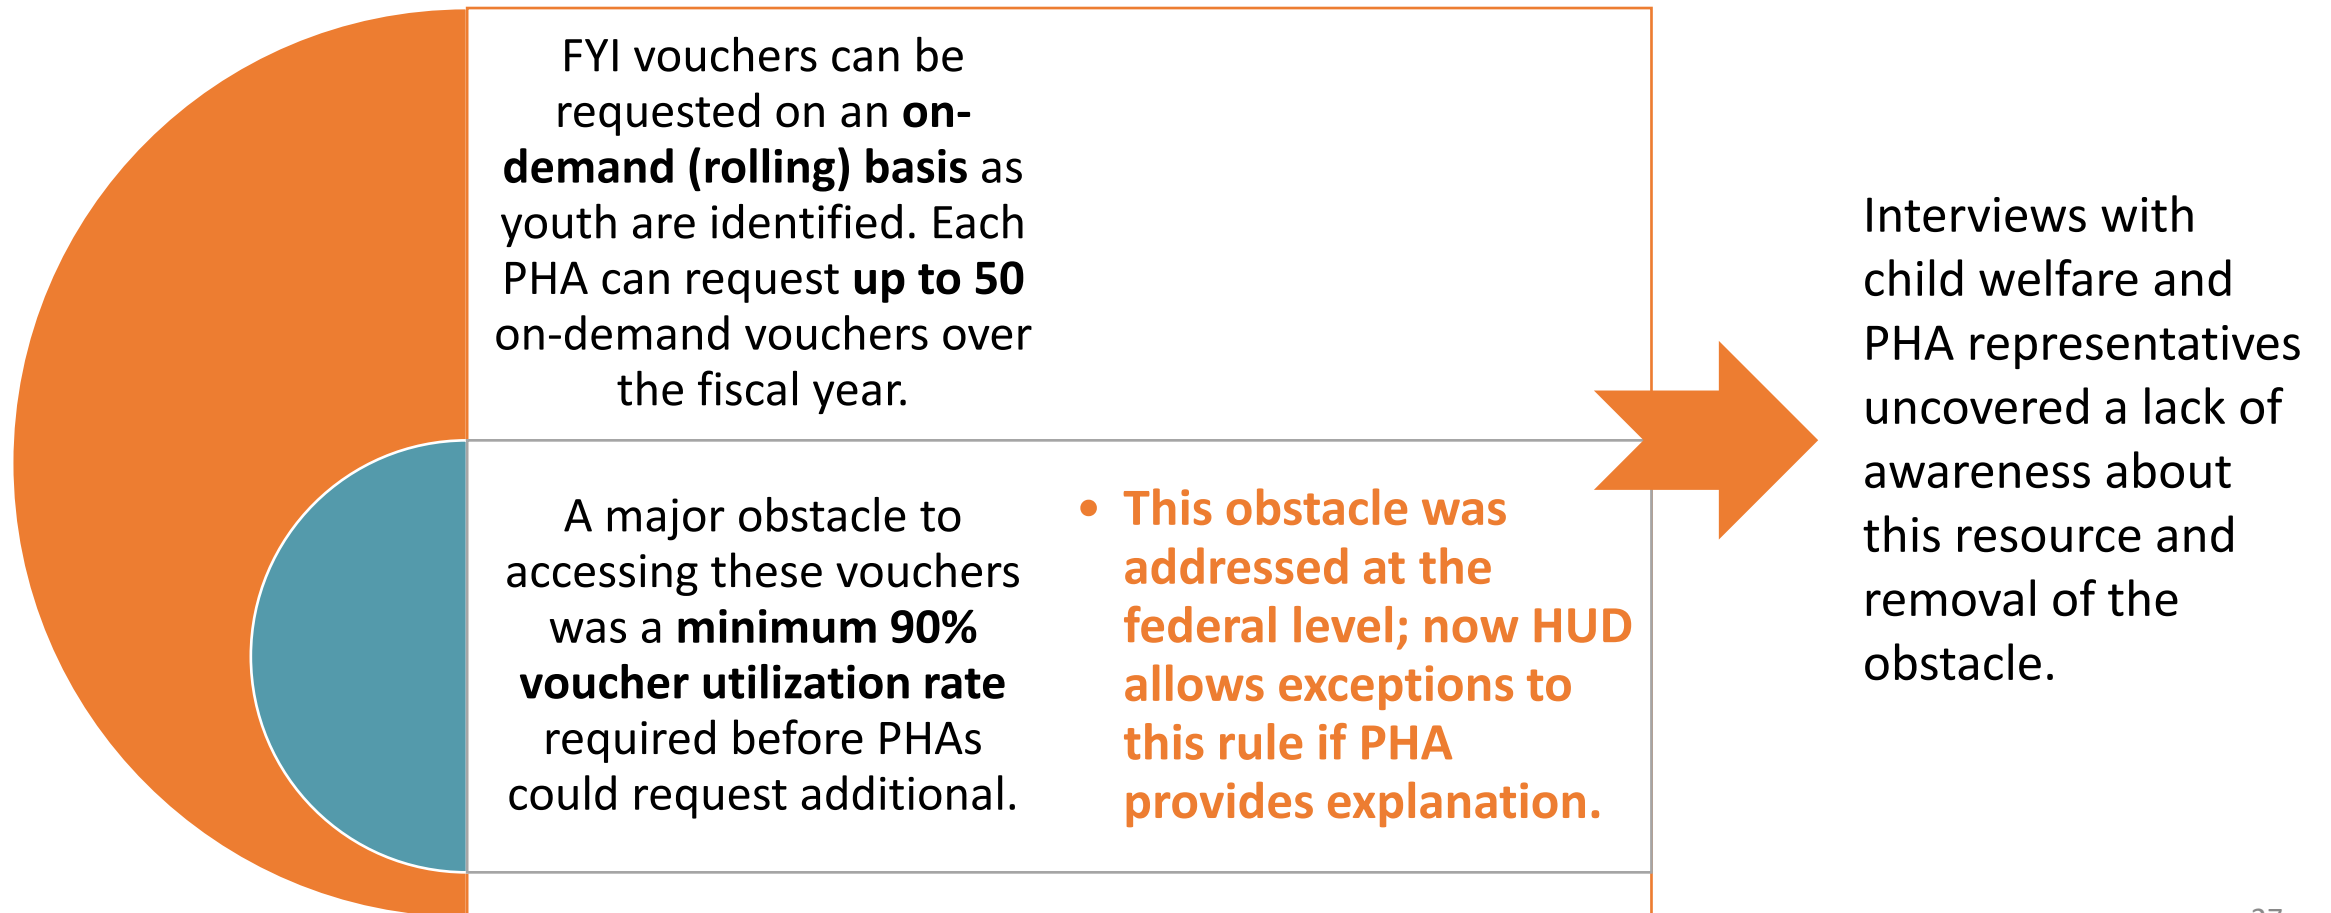 FYI vouchers can be
requested on an on-
demand (rolling) basis as
youth are identified. Each
PHA can request up to 50
on-demand vouchers over
the fiscal year.
A major obstacle to
accessing these vouchers
was a minimum 90%
voucher utilization rate
required before PHAs
could request additional.
• This obstacle was
addressed at the
federal level; now HUD
allows exceptions to
this rule if PHA
provides explanation.
Interviews with
child welfare and
PHA representatives
uncovered a lack of
awareness about
this resource and
removal of the
obstacle.